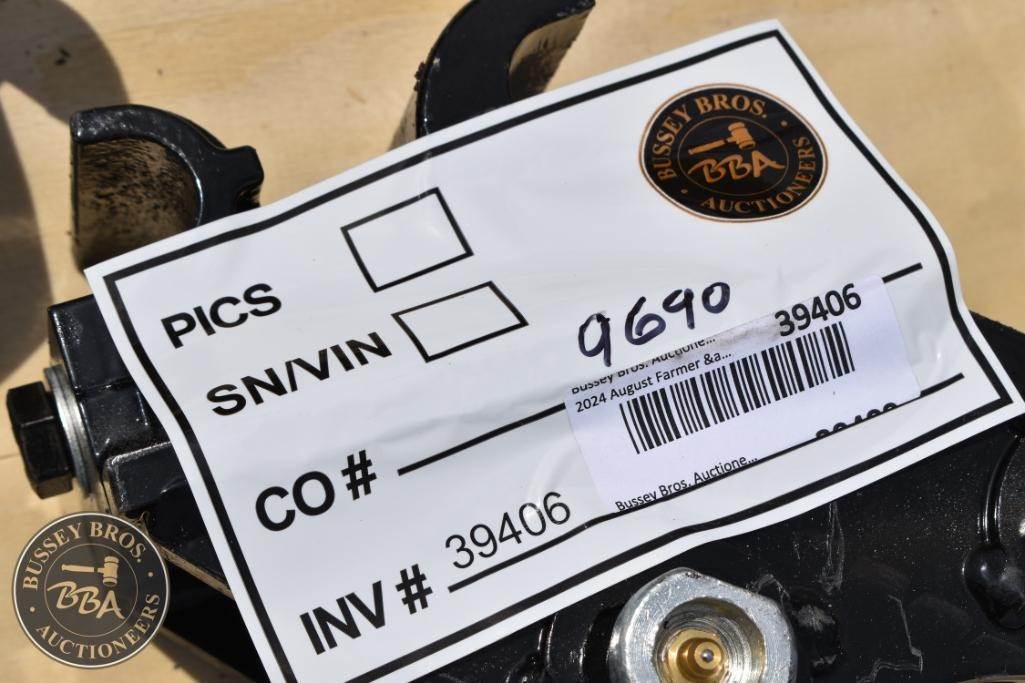 BUSSEY BROS.
BBA
AUCTIONEERS
PICS
SN/VIN
9690
39406
Bussey Bros. Auctione...
2024 August Farmer &a...
CO #
Bussey Bros. Auctione...
INV # 39406
BUSSEY BROS.
BBA
AUCTIONEERS